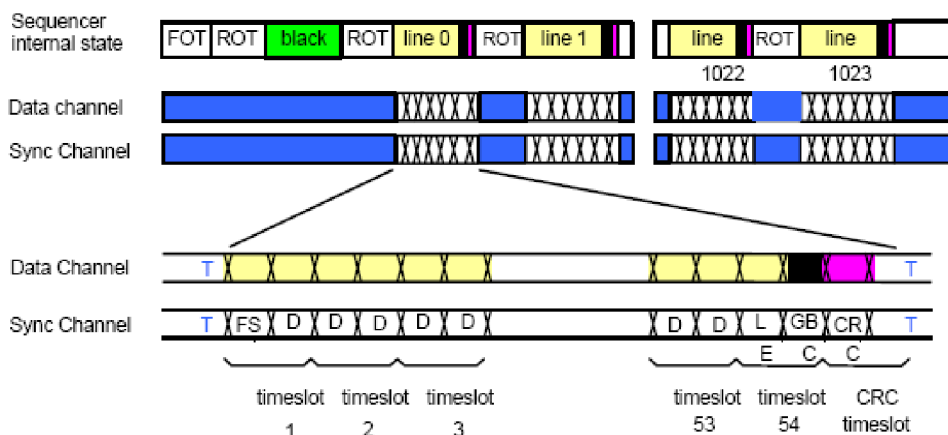 Sequencer
internal state
FOT ROT black ROT line 0 ROT line 1 line ROT line
1022 1023
Data channel
Sync Channel
Data Channel T T
Sync Channel T FS D D D D D D D L GB CR T
E C C
timeslot timeslot timeslot timeslot timeslot CRC
1 2 3 53 54 timeslot